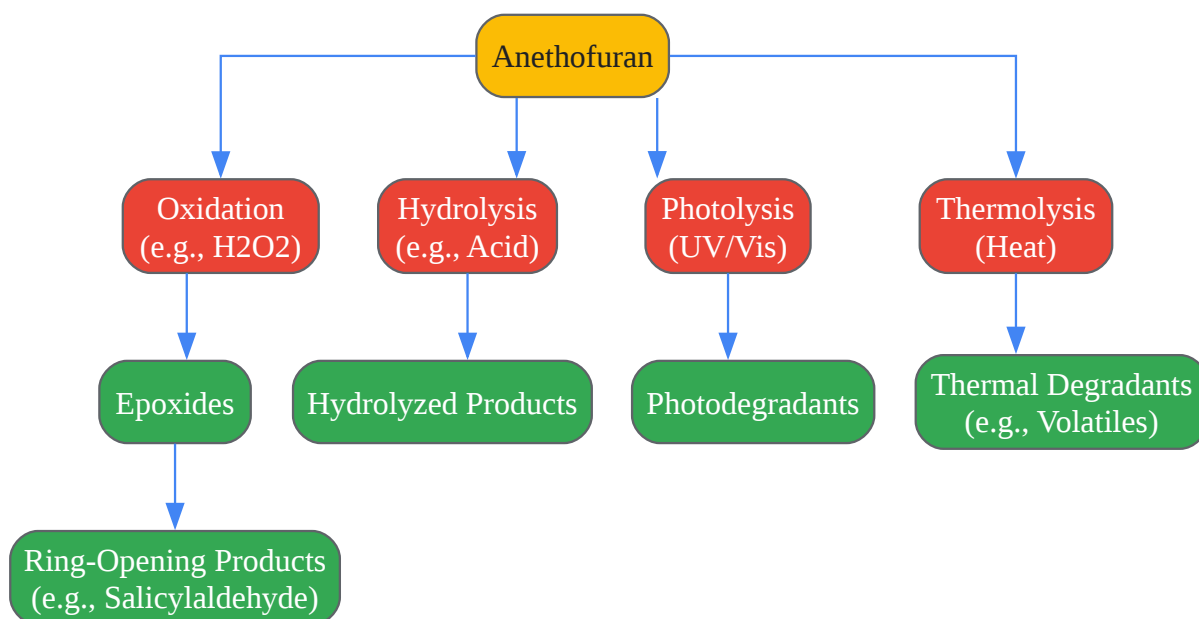 Anethofuran
Oxidation
(e.g., H2O2)
Hydrolysis
(e.g., Acid)
Photolysis
(UV/Vis)
Thermolysis
(Heat)
Epoxides
Hydrolyzed Products
Photodegradants
Thermal Degradants
(e.g., Volatiles)
Ring-Opening Products
(e.g., Salicylaldehyde)